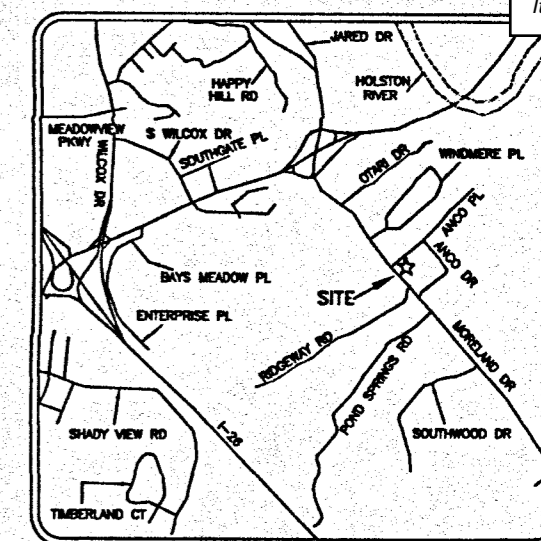 JARED DR
HAPPY
HILL RD
HOLSTON
RIVER
MEADOWVIEW
PKWY
S WILCOX DR
SOUTHGATE PL
WILCOX DR
OTARI DR
WINDMERE PL
ANCO PL
ANCO DR
BAYS MEADOW PL
SITE
ENTERPRISE PL
RIDGEWAY RD
POND SPRINGS RD
MORELAND DR
SHADY VIEW RD
I-26
SOUTHWOOD DR
TIMBERLAND CT